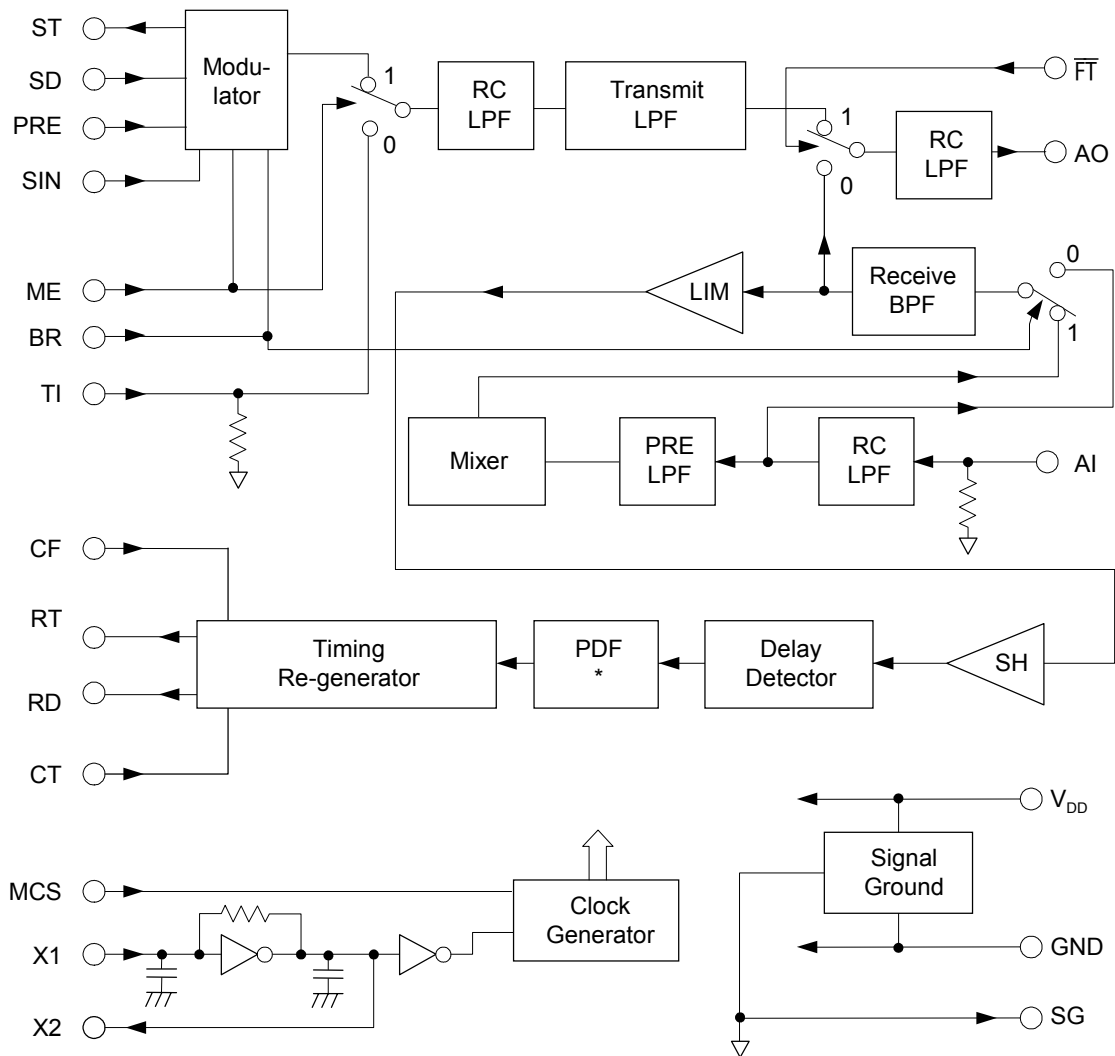 ST
SD
PRE
SIN
ME
BR
TI
Modu-
lator
1
0
RC
LPF
Transmit
LPF
1
0
RC
LPF
F̅T̅
AO
LIM
Receive
BPF
0
1
Mixer
PRE
LPF
RC
LPF
AI
CF
RT
RD
CT
Timing
Re-generator
PDF
*
Delay
Detector
SH
MCS
X1
X2
Clock
Generator
Signal
Ground
VDD
GND
SG